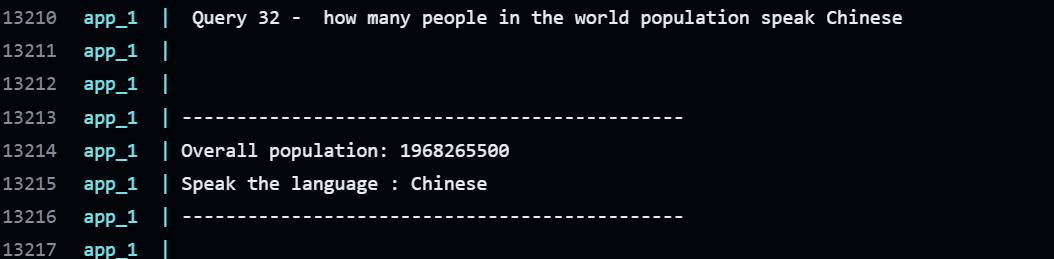 13210 app_1 | Query 32 - how many people in the world population speak Chinese
13211 app_1 |
13212 app_1 |
13213 app_1 | ----------------------------------------------
13214 app_1 | Overall population: 1968265500
13215 app_1 | Speak the language : Chinese
13216 app_1 | ----------------------------------------------
13217 app_1 |